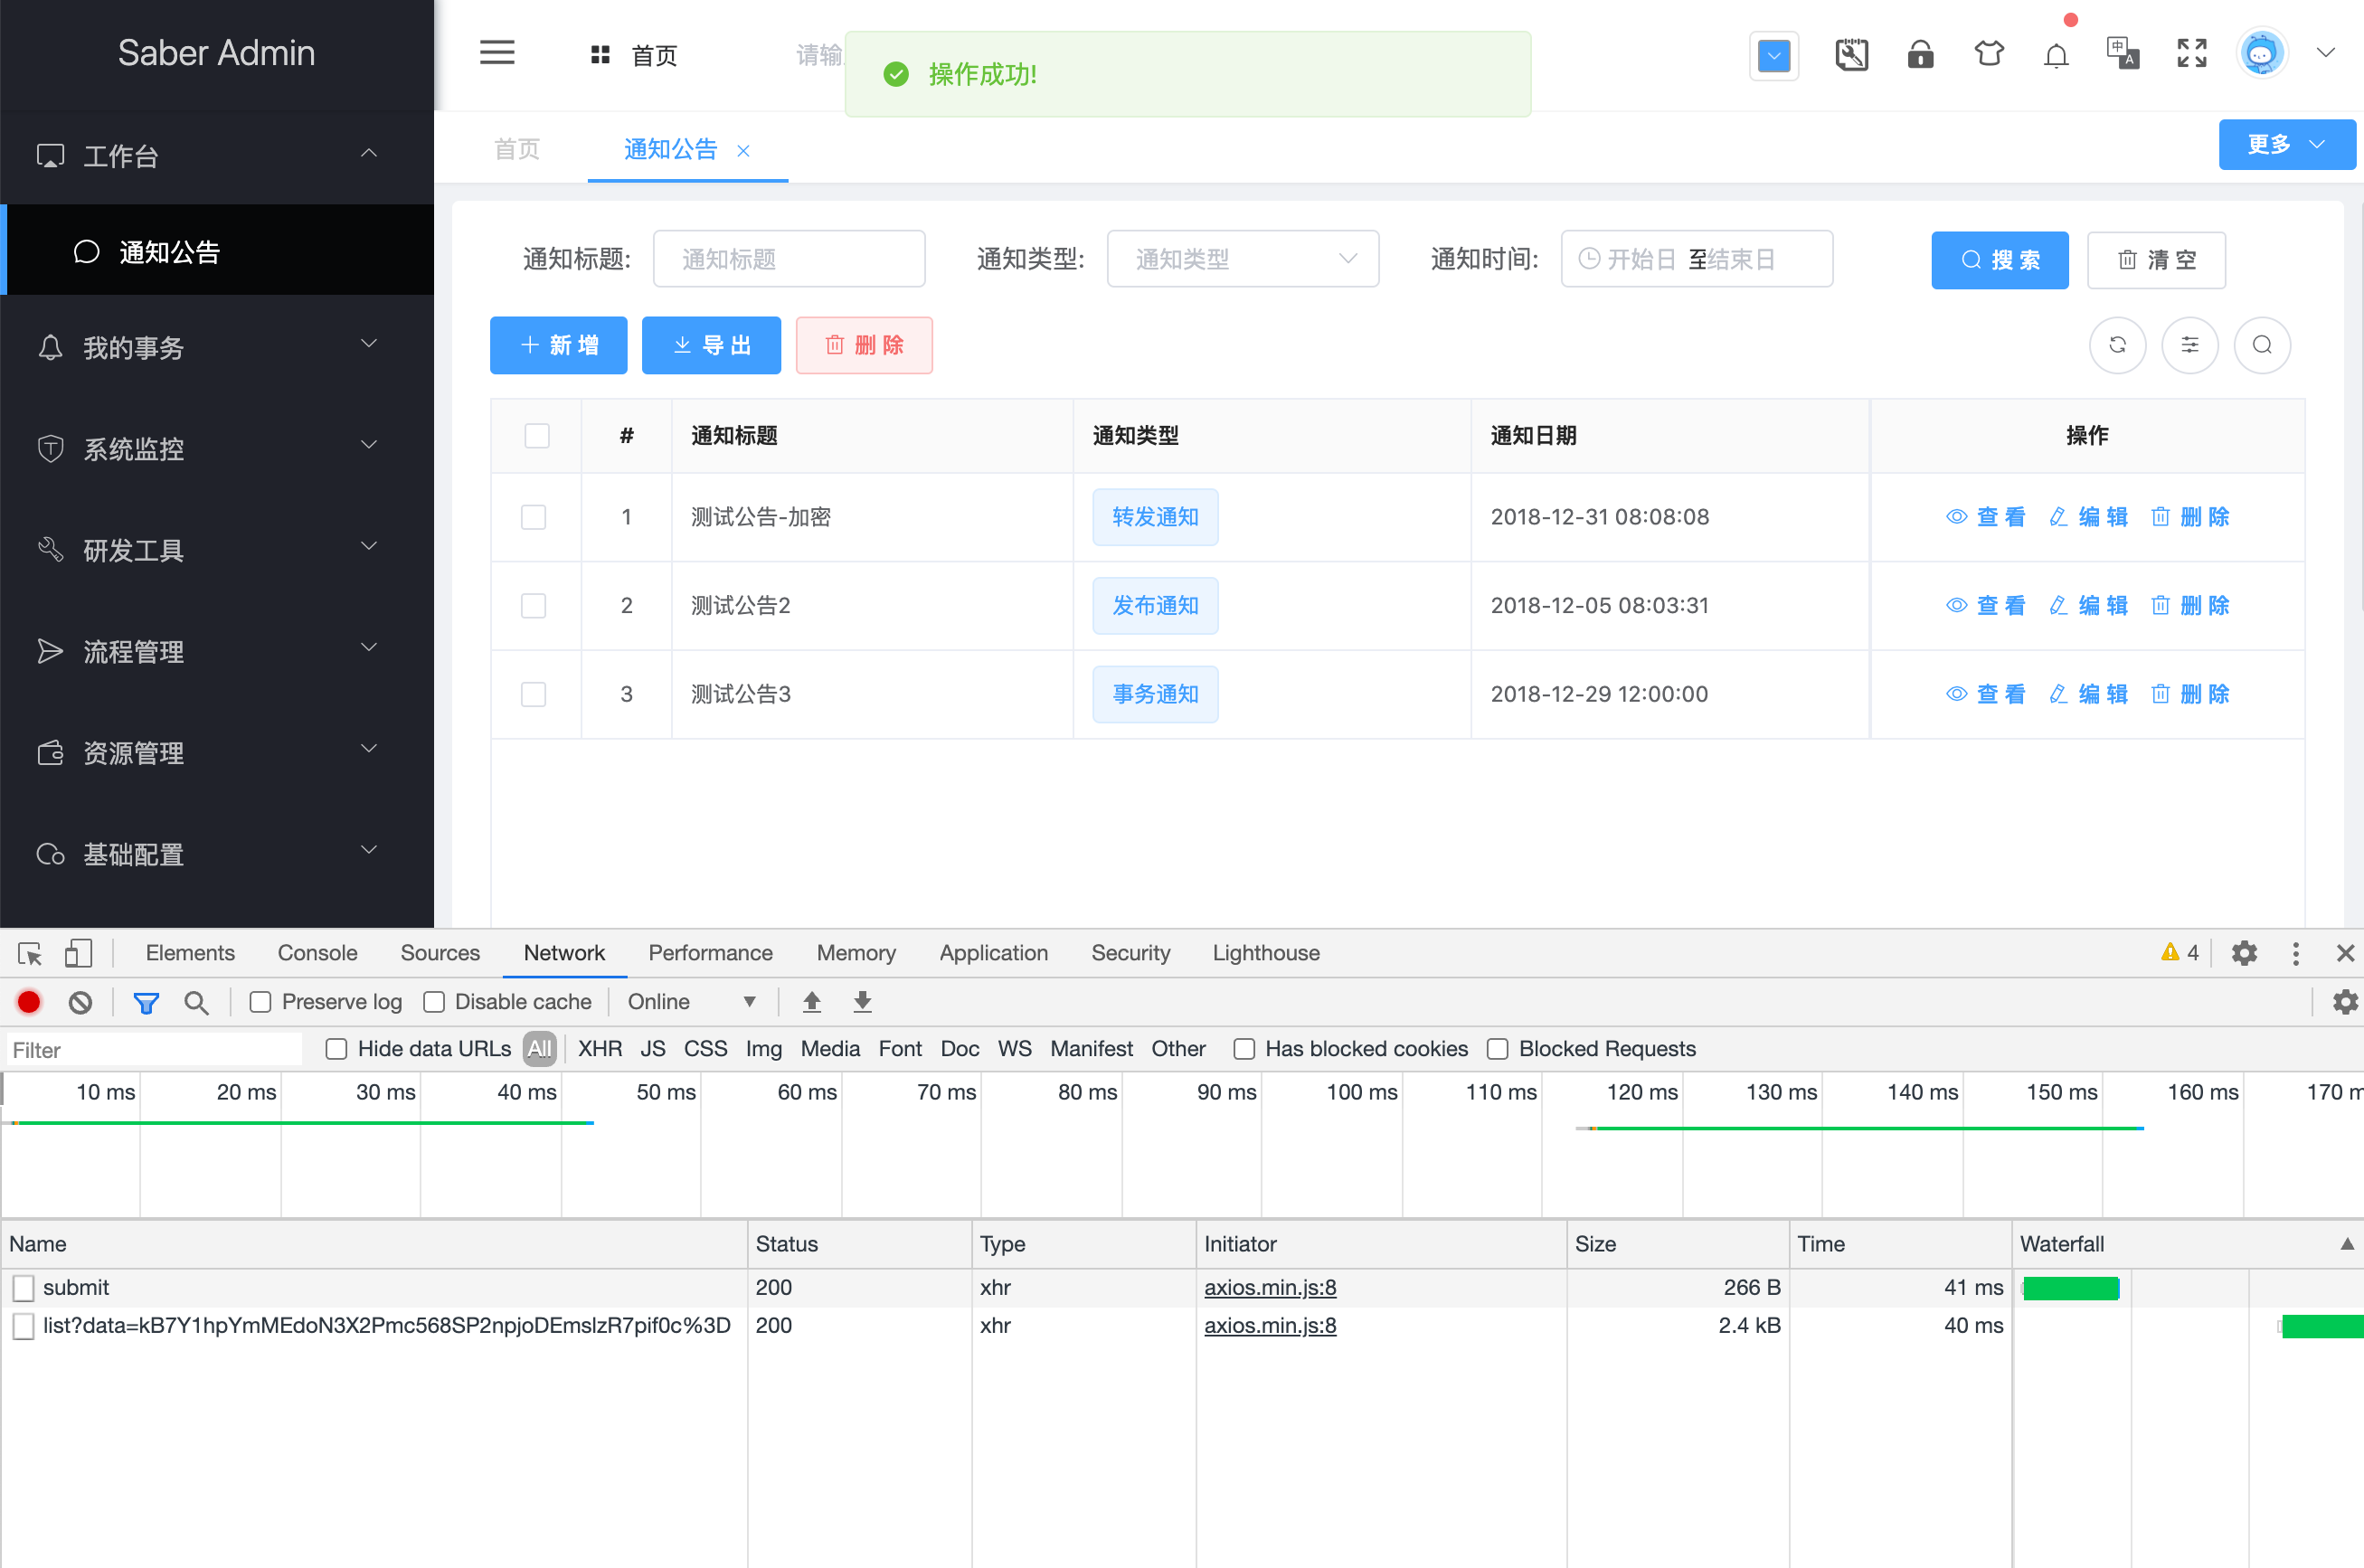 Saber Admin
首页
请输
操作成功!
工作台
通知公告
我的事务
系统监控
研发工具
流程管理
资源管理
基础配置
首页
通知公告
更多
通知标题: 通知标题 通知类型: 通知类型 通知时间: 开始日 至结束日 搜 索 清 空
新 增 导 出 删 除
# 通知标题 通知类型 通知日期 操作
1 测试公告-加密 转发通知 2018-12-31 08:08:08 查 看 编 辑 删 除
2 测试公告2 发布通知 2018-12-05 08:03:31 查 看 编 辑 删 除
3 测试公告3 事务通知 2018-12-29 12:00:00 查 看 编 辑 删 除
Elements Console Sources Network Performance Memory Application Security Lighthouse 4
Preserve log Disable cache Online
Filter Hide data URLs All XHR JS CSS Img Media Font Doc WS Manifest Other Has blocked cookies Blocked Requests
10 ms 20 ms 30 ms 40 ms 50 ms 60 ms 70 ms 80 ms 90 ms 100 ms 110 ms 120 ms 130 ms 140 ms 150 ms 160 ms 170 m
Name Status Type Initiator Size Time Waterfall
submit 200 xhr axios.min.js:8 266 B 41 ms
list?data=kB7Y1hpYmMEdoN3X2Pmc568SP2npjoDEmslzR7pif0c%3D 200 xhr axios.min.js:8 2.4 kB 40 ms